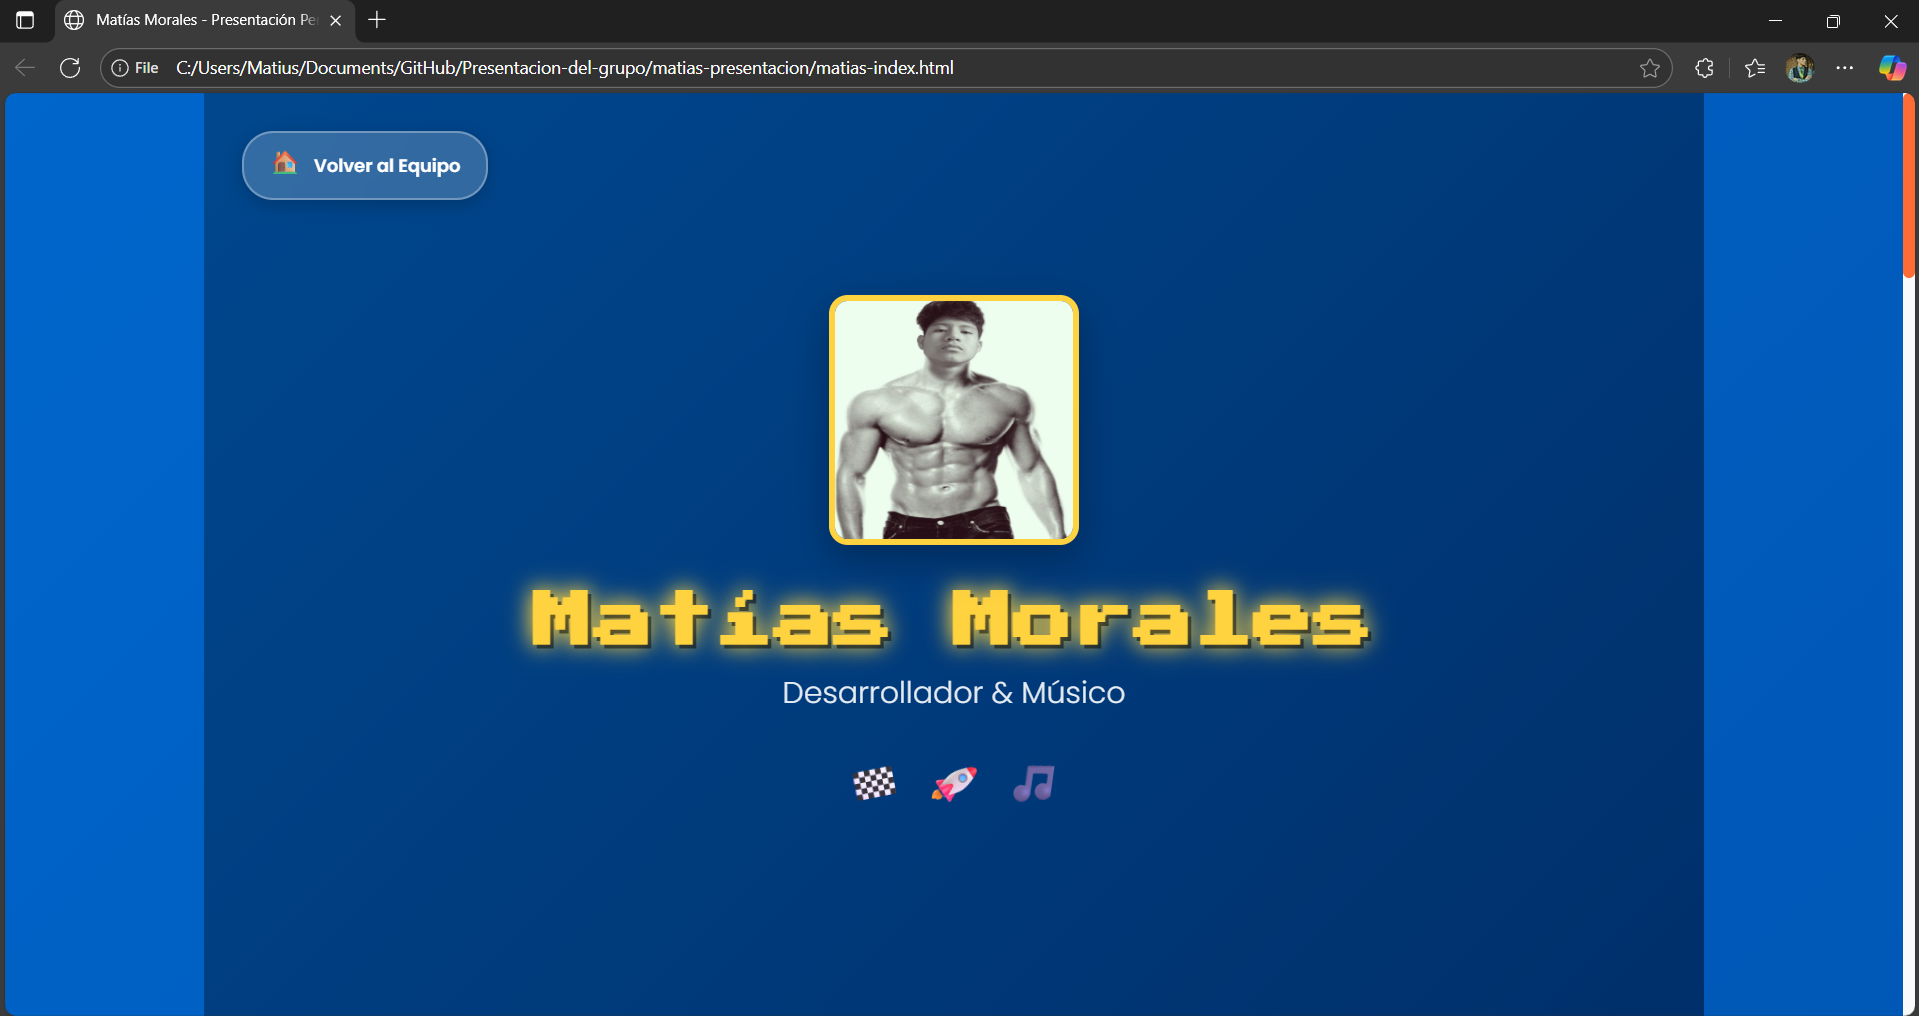 Matías Morales - Presentación Pe
File C:/Users/Matius/Documents/GitHub/Presentacion-del-grupo/matias-presentacion/matias-index.html
Volver al Equipo
Matías Morales
Desarrollador & Músico